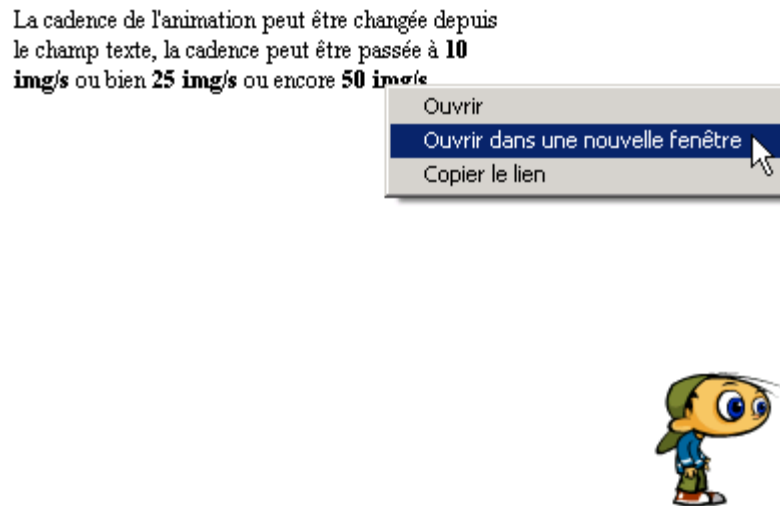 La cadence de l'animation peut être changée depuis
le champ texte, la cadence peut être passée à 10
img/s ou bien 25 img/s ou encore 50 img/s
Ouvrir
Ouvrir dans une nouvelle fenêtre
Copier le lien